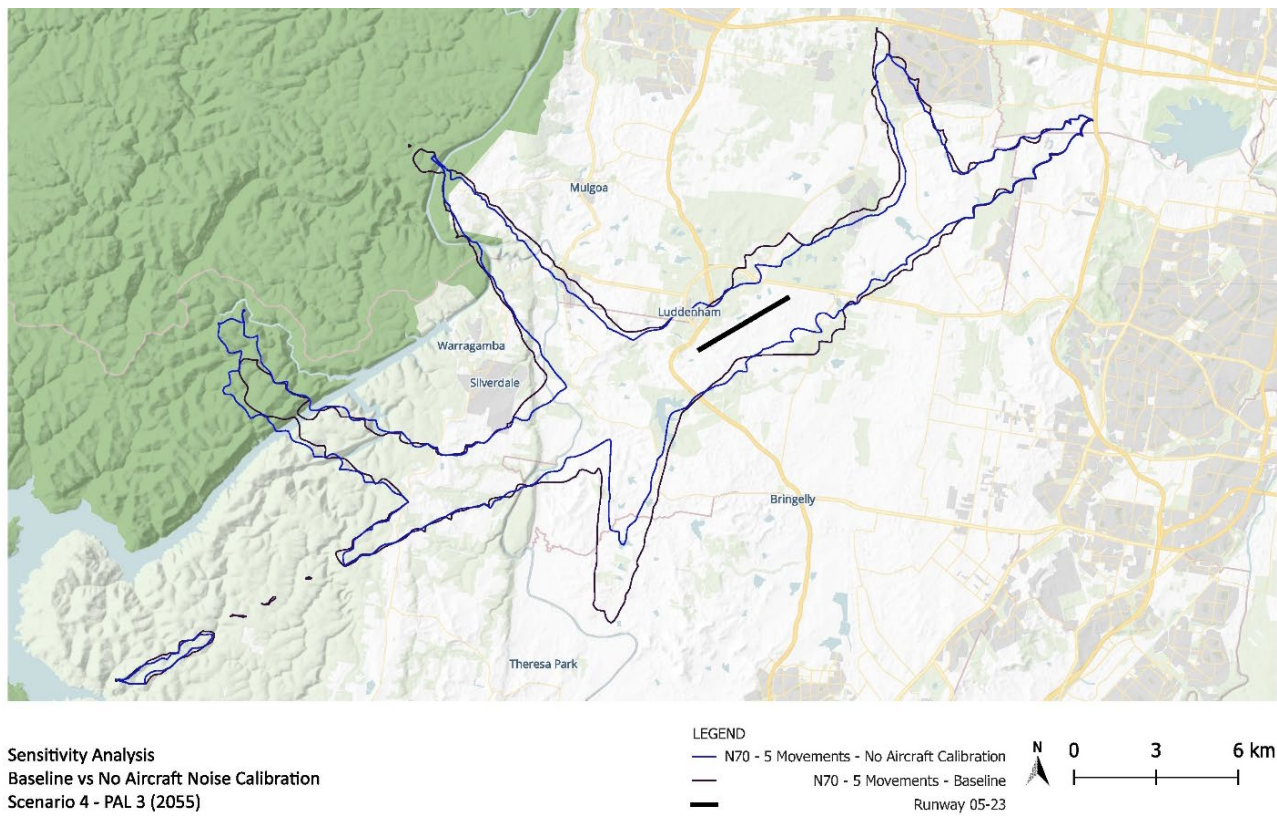 Mulgoa
Luddenham
Warragamba
Silverdale
Bringelly
Theresa Park
Sensitivity Analysis
Baseline vs No Aircraft Noise Calibration
Scenario 4 - PAL 3 (2055)
LEGEND
N70 - 5 Movements - No Aircraft Calibration
N70 - 5 Movements - Baseline
Runway 05-23
N
0 3 6 km